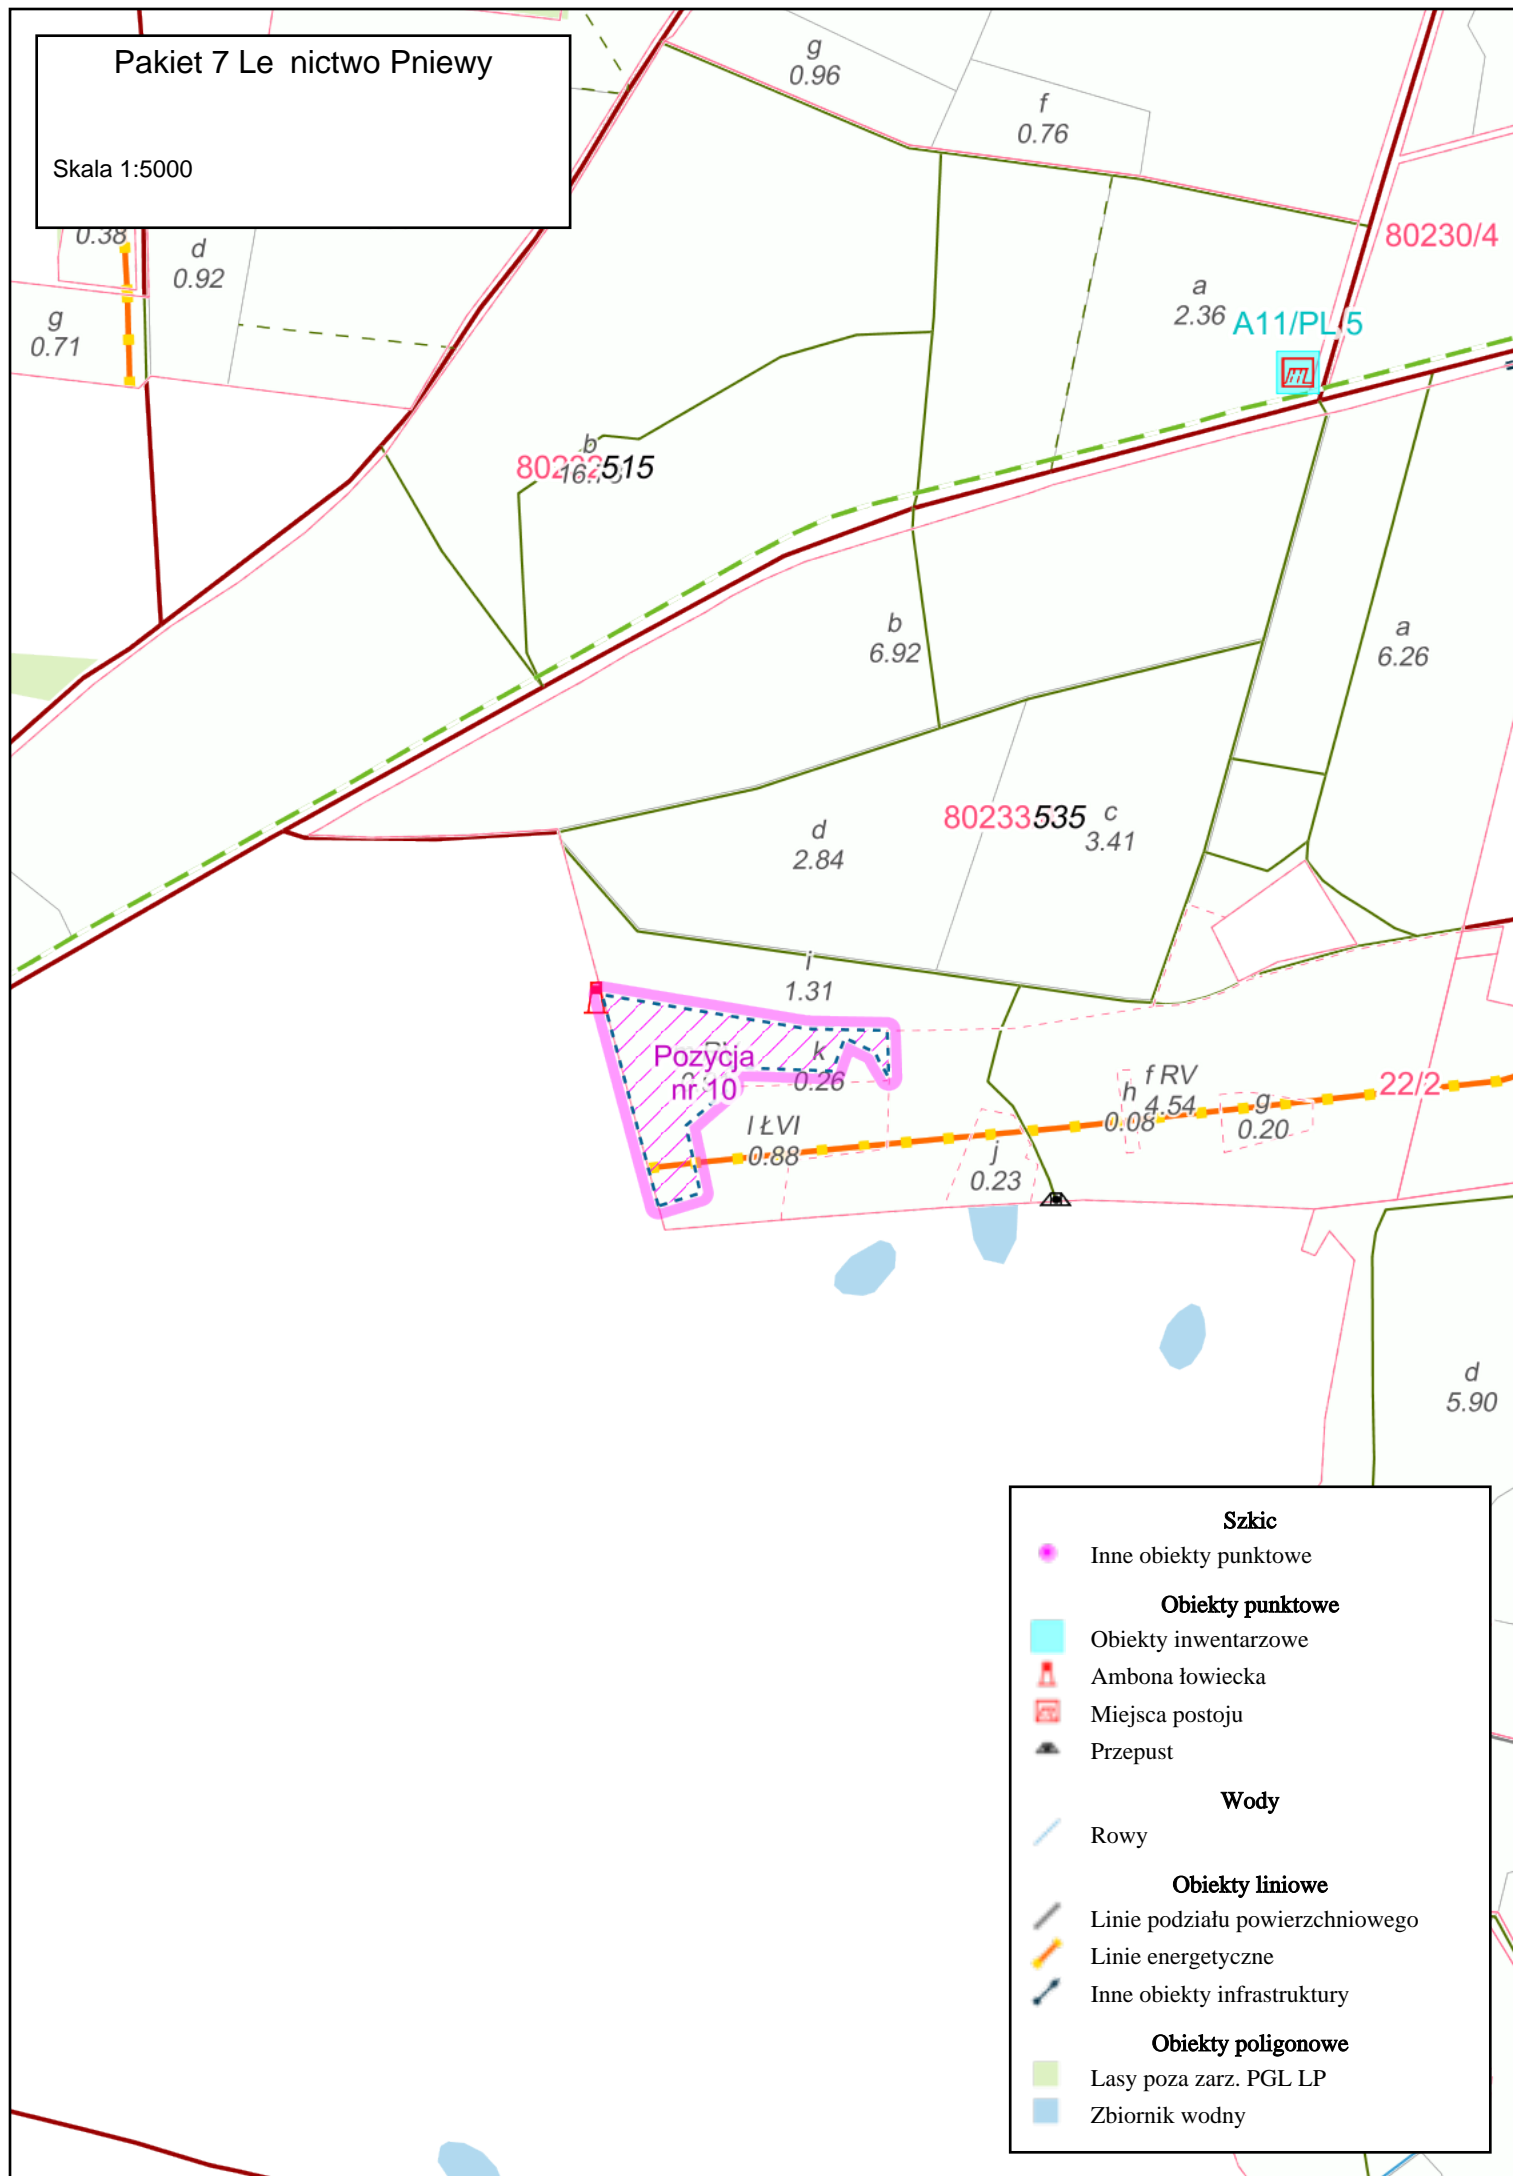 Pakiet 7 Le nictwo Pniewy
Skala 1:5000
g
0.96
f
0.76
80230/4
0.38
d
0.92
g
0.71
a
2.36
A11/PL 5
b
515
b
6.92
a
6.26
d
2.84
80233
535
c
3.41
i
1.31
Pozycja
nr 10
k
0.26
l ŁVI
0.88
j
0.23
h
0.08
f RV
4.54
g
0.20
22/2
d
5.90
Szkic
Inne obiekty punktowe
Obiekty punktowe
Obiekty inwentarzowe
Ambona łowiecka
Miejsca postoju
Przepust
Wody
Rowy
Obiekty liniowe
Linie podziału powierzchniowego
Linie energetyczne
Inne obiekty infrastruktury
Obiekty poligonowe
Lasy poza zarz. PGL LP
Zbiornik wodny